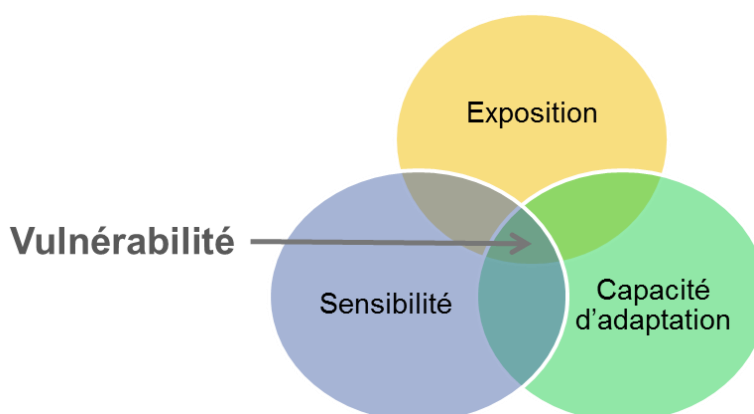 Exposition
Vulnérabilité
Sensibilité
Capacité
d'adaptation